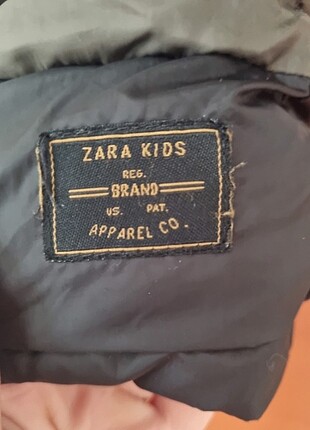 ZARA KIDS
REG.
BRAND
US. PAT.
APPAREL CO.